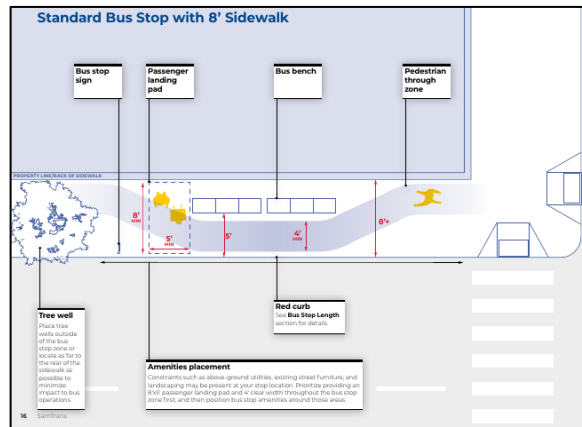 Standard Bus Stop with 8’ Sidewalk
Bus stop
sign
Passenger
landing
pad
Bus bench
Pedestrian
through
zone
PROPERTY LINE/BACK OF SIDEWALK
8’
MIN
5’
MIN
5’
4’
MIN
8’+
Tree well
Place tree
wells outside
of the bus
stop zone or
locate as far to
the rear of the
sidewalk as
possible to
minimize
impact to bus
operations.
Red curb
See Bus Stop Length
section for details.
Amenities placement
Constraints such as above-ground utilities, existing street furniture, and
landscaping may be present at your stop location. Prioritize providing an
8’x5’ passenger landing pad and 4’ clear width throughout the bus stop
zone first, and then position bus stop amenities around those areas.
16 SamTrans